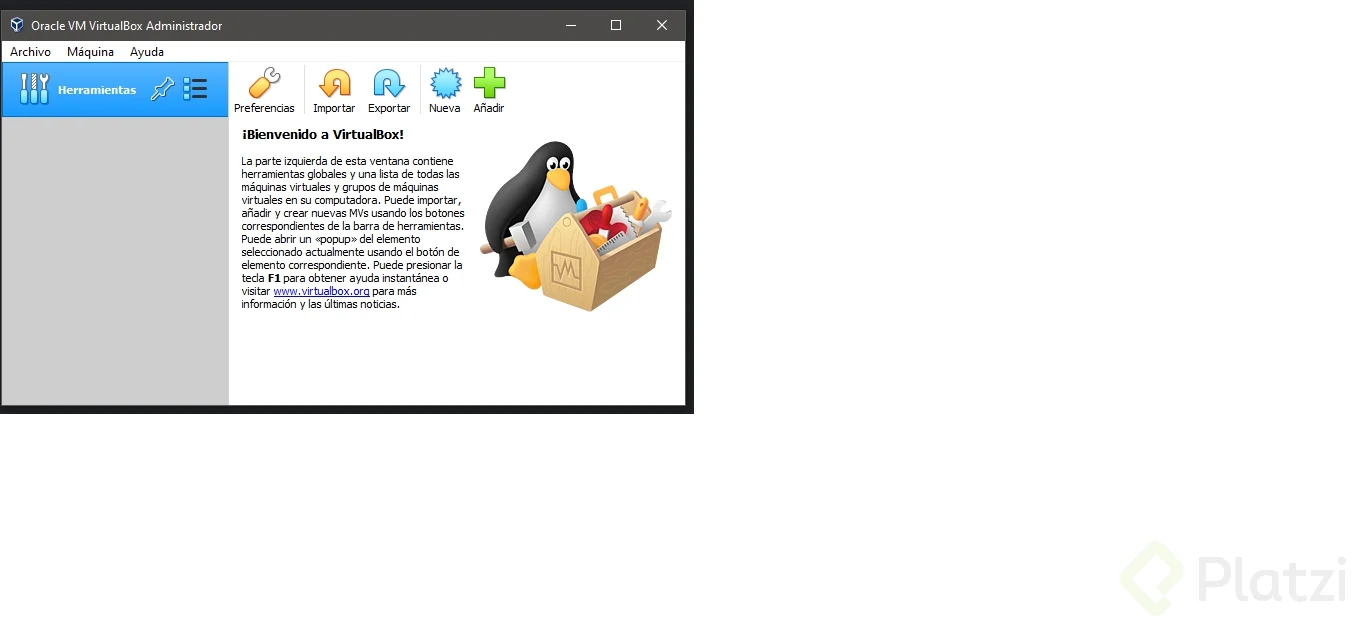 Oracle VM VirtualBox Administrador
Archivo Máquina Ayuda
Herramientas
Preferencias Importar Exportar Nueva Añadir
¡Bienvenido a VirtualBox!
La parte izquierda de esta ventana contiene
herramientas globales y una lista de todas las
máquinas virtuales y grupos de máquinas
virtuales en su computadora. Puede importar,
añadir y crear nuevas MVs usando los botones
correspondientes de la barra de herramientas.
Puede abrir un «popup» del elemento
seleccionado actualmente usando el botón de
elemento correspondiente. Puede presionar la
tecla F1 para obtener ayuda instantánea o
visitar www.virtualbox.org para más
información y las últimas noticias.
Platzi